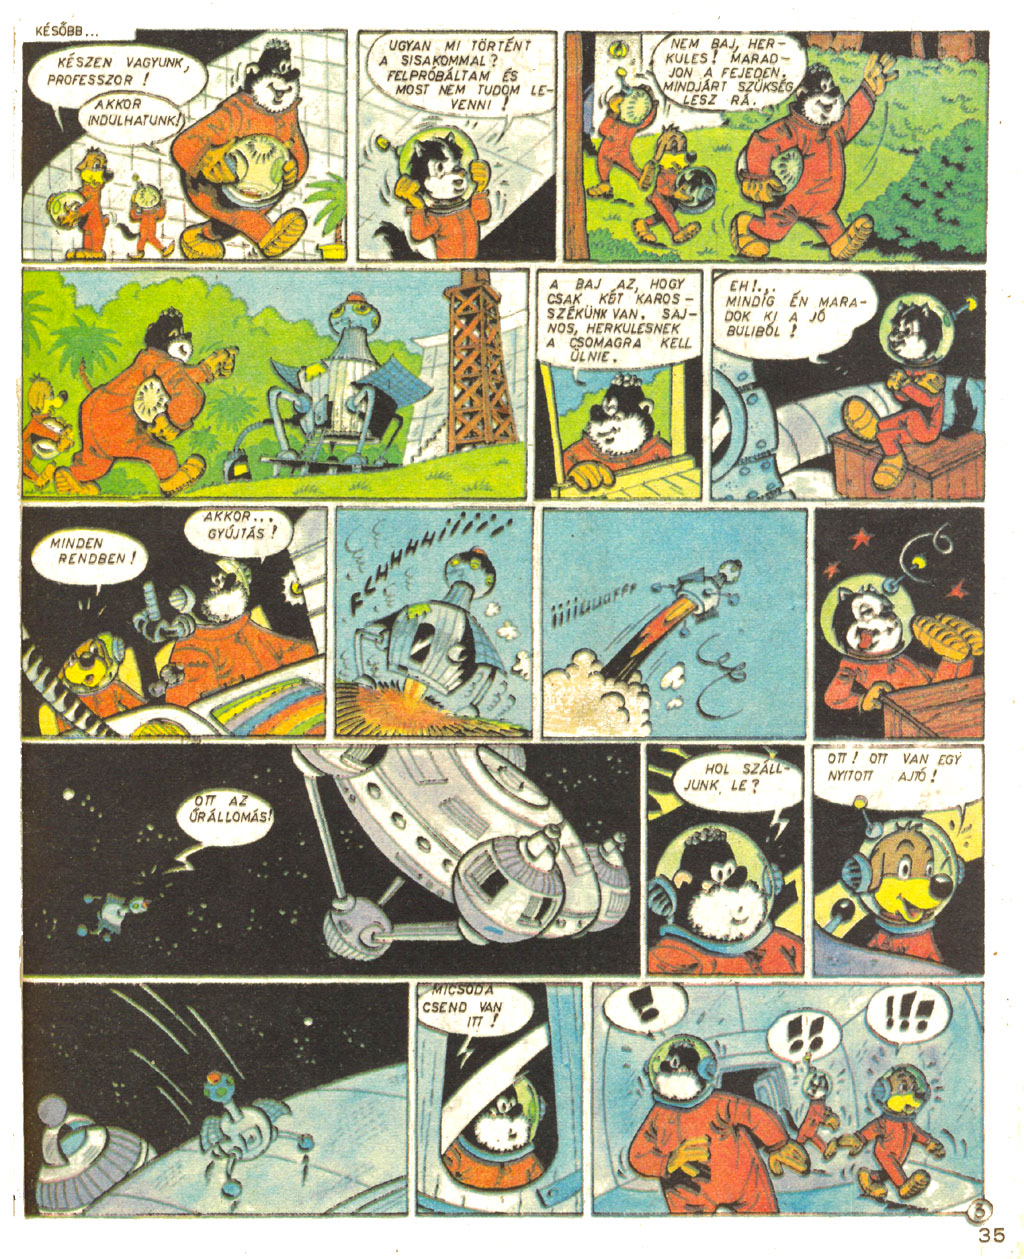 KÉSŐBB...
KÉSZEN VAGYUNK,
PROFESSZOR!
AKKOR
INDULHATUNK!
UGYAN MI TÖRTÉNT
A SISAKOMMAL?
FELPRÓBÁLTAM ÉS
MOST NEM TUDOM LE-
VENNI!
NEM BAJ, HER-
KULES! MARAD-
JON A FEJEDEN.
MINDJÁRT SZÜKSÉG
LESZ RÁ.
A BAJ AZ, HOGY
CSAK KÉT KAROS-
SZÉKÜNK VAN. SAJ-
NOS, HERKULESNEK
A CSOMAGRA KELL
ÜLNIE.
EH!...
MINDIG ÉN MARA-
DOK KI A JÓ
BULIBÓL!
MINDEN
RENDBEN!
AKKOR...
GYÚJTÁS!
FCHHHHIIIIII
IIIIIUUUFFF
OTT AZ
ŰRÁLLOMÁS!
HOL SZÁLL-
JUNK LE?
OTT! OTT VAN EGY
NYITOTT AJTÓ!
MICSODA
CSEND VAN
ITT!
!
!!
!!!
3
35